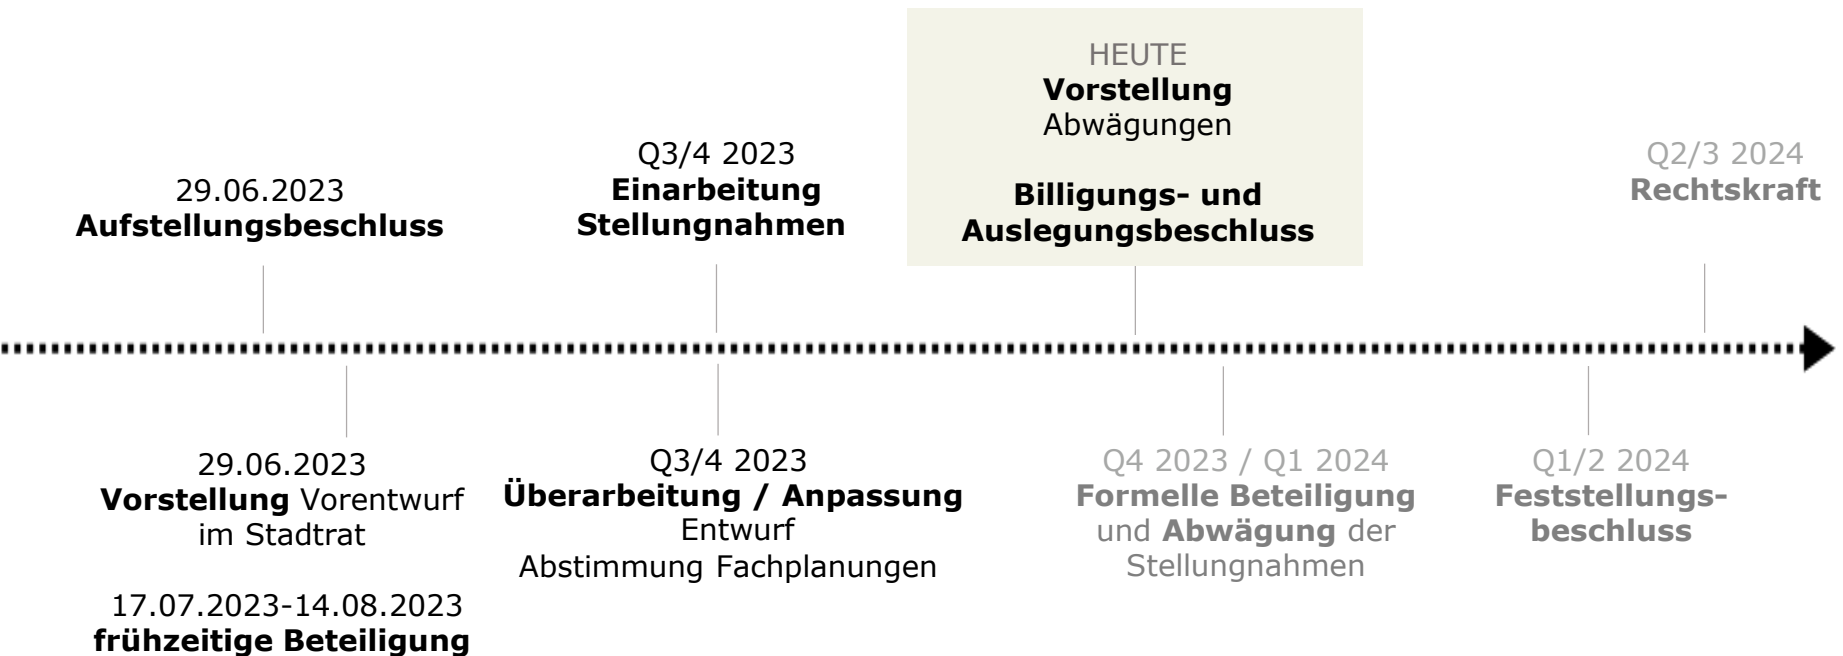 29.06.2023
Aufstellungsbeschluss
Q3/4 2023
Einarbeitung
Stellungnahmen
HEUTE
Vorstellung
Abwägungen
Billigungs- und
Auslegungsbeschluss
Q2/3 2024
Rechtskraft
29.06.2023
Vorstellung Vorentwurf
im Stadtrat
17.07.2023-14.08.2023
frühzeitige Beteiligung
Q3/4 2023
Überarbeitung / Anpassung
Entwurf
Abstimmung Fachplanungen
Q4 2023 / Q1 2024
Formelle Beteiligung
und Abwägung der
Stellungnahmen
Q1/2 2024
Feststellungs-
beschluss